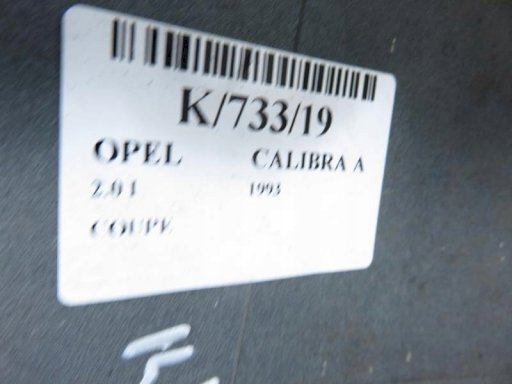 K/733/19
OPEL CALIBRA A
2.0 I 1993
COUPE